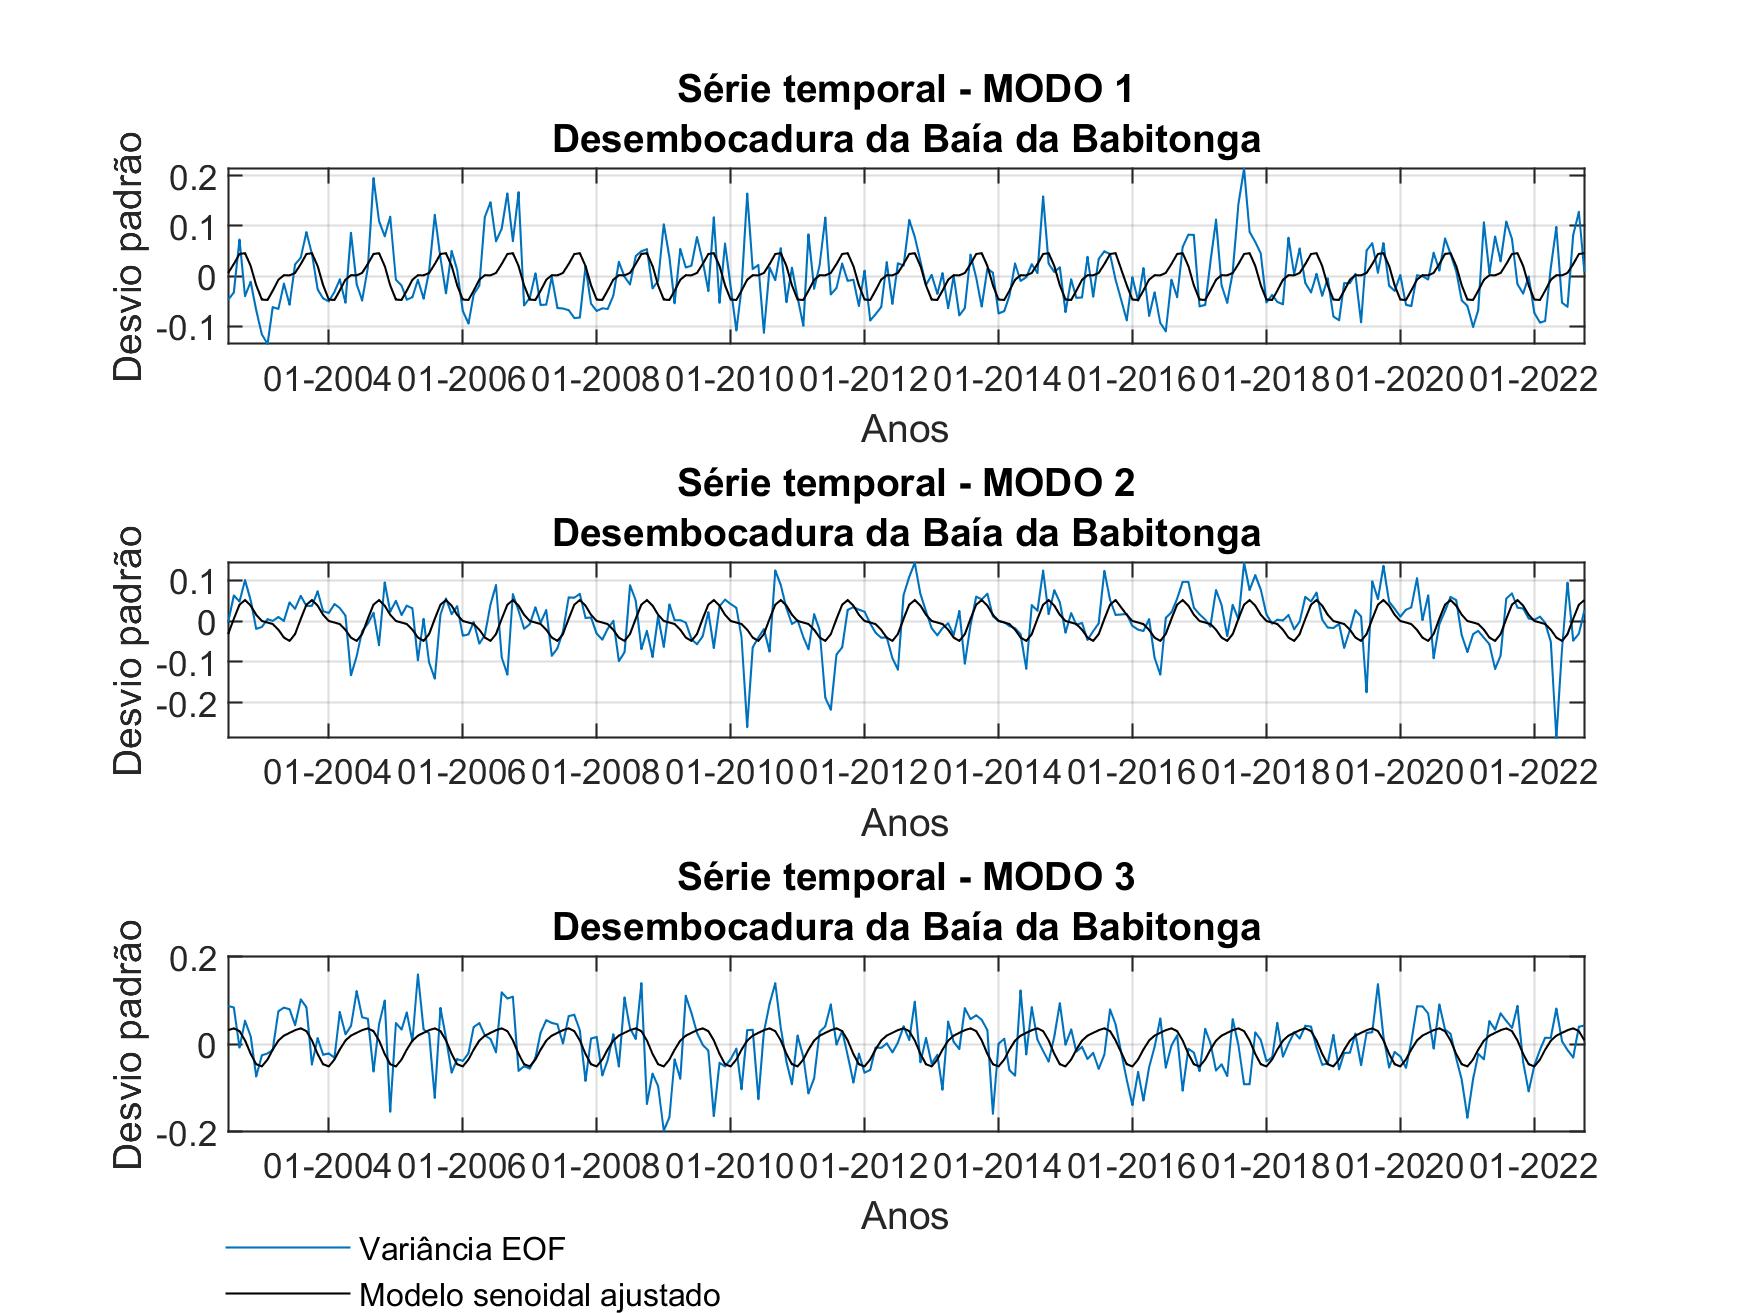 Série temporal - MODO 1
Desembocadura da Baía da Babitonga
Desvio padrão
0.2
0.1
0
-0.1
01-2004 01-2006 01-2008 01-2010 01-2012 01-2014 01-2016 01-2018 01-2020 01-2022
Anos
Série temporal - MODO 2
Desembocadura da Baía da Babitonga
Desvio padrão
0.1
0
-0.1
-0.2
01-2004 01-2006 01-2008 01-2010 01-2012 01-2014 01-2016 01-2018 01-2020 01-2022
Anos
Série temporal - MODO 3
Desembocadura da Baía da Babitonga
Desvio padrão
0.2
0
-0.2
01-2004 01-2006 01-2008 01-2010 01-2012 01-2014 01-2016 01-2018 01-2020 01-2022
Anos
Variância EOF
Modelo senoidal ajustado